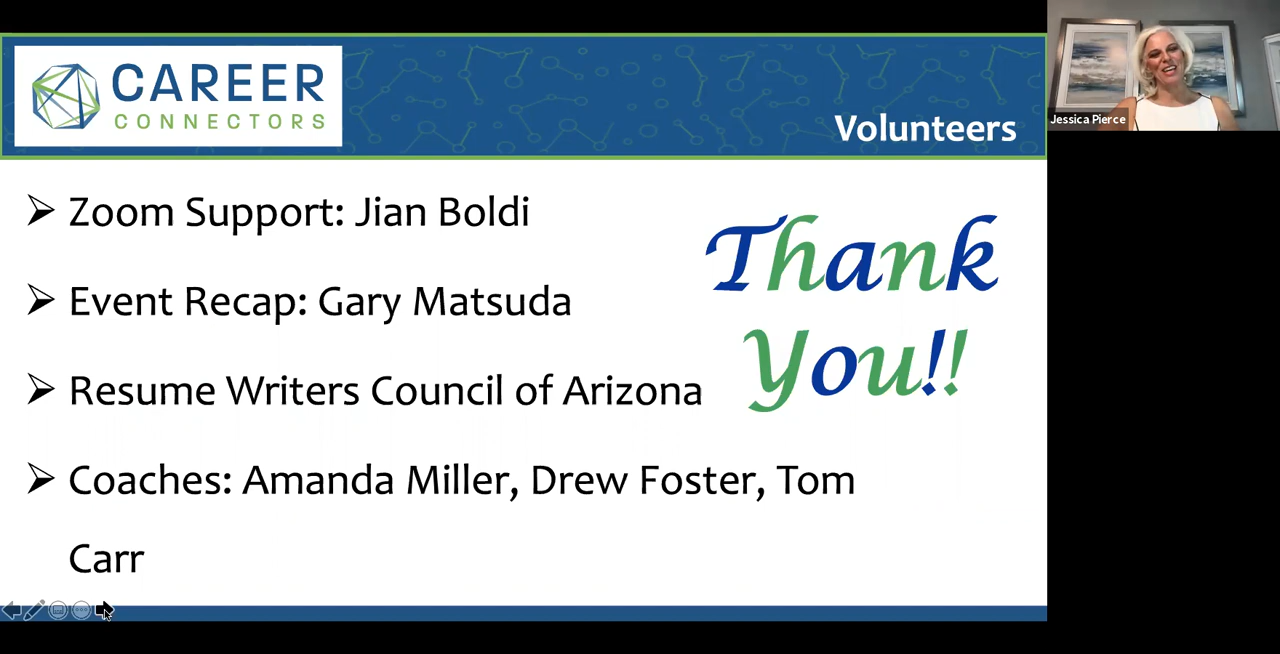 CAREER
CONNECTORS
Volunteers
Jessica Pierce
➢ Zoom Support: Jian Boldi
➢ Event Recap: Gary Matsuda
➢ Resume Writers Council of Arizona
➢ Coaches: Amanda Miller, Drew Foster, Tom
Carr
Thank
You!!